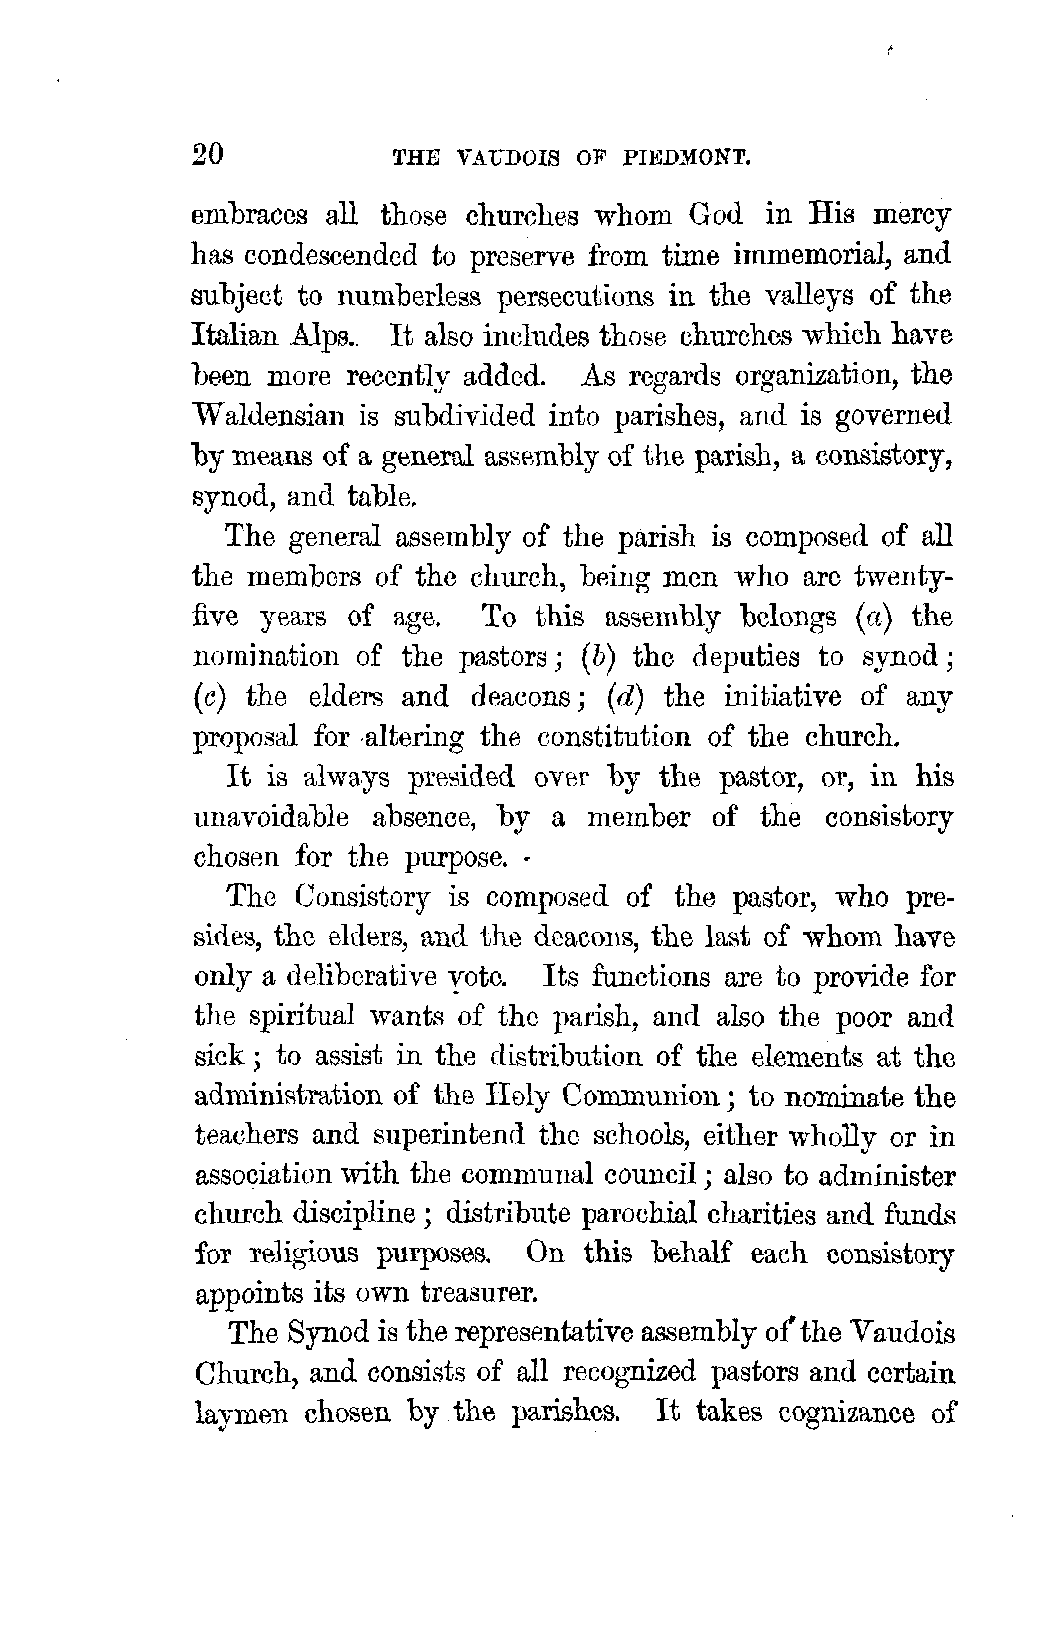 20 THE VAUDOIS OF PIEDMONT.
embraces all those churches whom God in His mercy
has condescended to preserve from time immemorial, and
subject to numberless persecutions in the valleys of the
Italian Alps. It also includes those churches which have
been more recently added. As regards organization, the
Waldensian is subdivided into parishes, and is governed
by means of a general assembly of the parish, a consistory,
synod, and table.
The general assembly of the parish is composed of all
the members of the church, being men who are twenty-
five years of age. To this assembly belongs (a) the
nomination of the pastors; (b) the deputies to synod;
(c) the elders and deacons; (d) the initiative of any
proposal for altering the constitution of the church.
It is always presided over by the pastor, or, in his
unavoidable absence, by a member of the consistory
chosen for the purpose.
The Consistory is composed of the pastor, who pre-
sides, the elders, and the deacons, the last of whom have
only a deliberative vote. Its functions are to provide for
the spiritual wants of the parish, and also the poor and
sick; to assist in the distribution of the elements at the
administration of the Holy Communion; to nominate the
teachers and superintend the schools, either wholly or in
association with the communal council; also to administer
church discipline; distribute parochial charities and funds
for religious purposes. On this behalf each consistory
appoints its own treasurer.
The Synod is the representative assembly of the Vaudois
Church, and consists of all recognized pastors and certain
laymen chosen by the parishes. It takes cognizance of